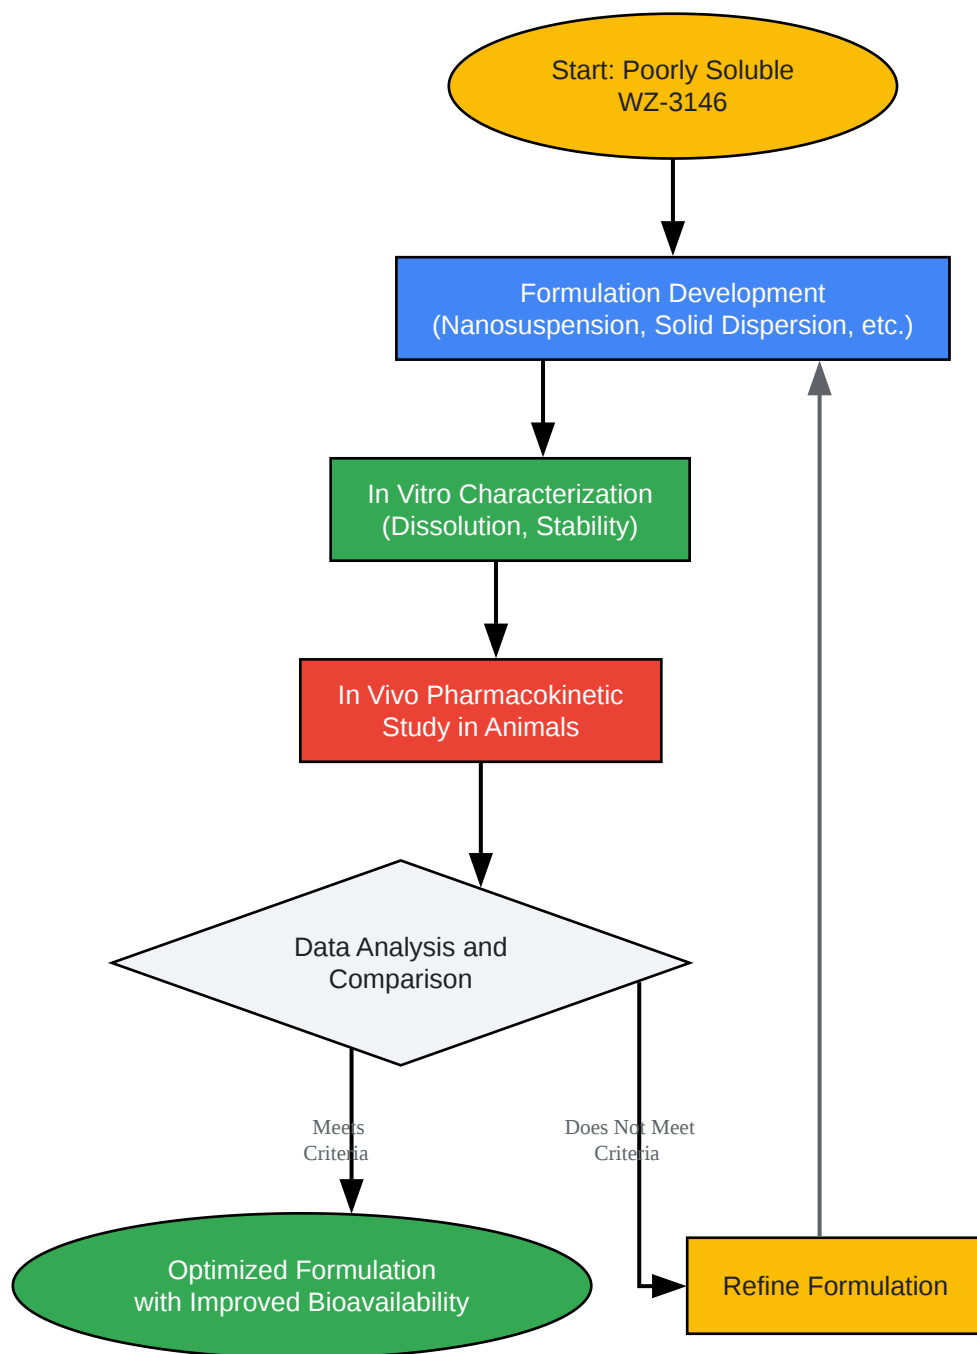 Start: Poorly Soluble
WZ-3146
Formulation Development
(Nanosuspension, Solid Dispersion, etc.)
In Vitro Characterization
(Dissolution, Stability)
In Vivo Pharmacokinetic
Study in Animals
Data Analysis and
Comparison
Meets
Criteria
Does Not Meet
Criteria
Optimized Formulation
with Improved Bioavailability
Refine Formulation